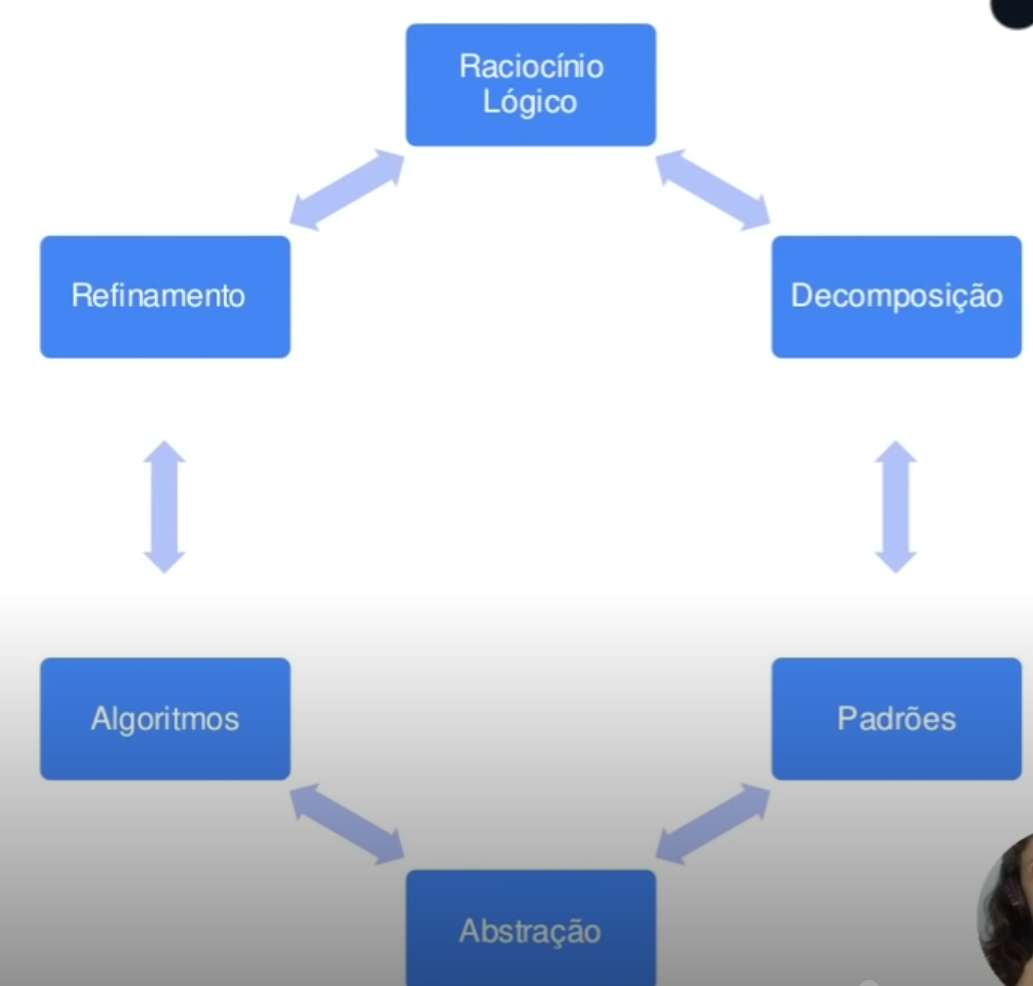 Raciocínio
Lógico
Refinamento
Decomposição
Algoritmos
Padrões
Abstração